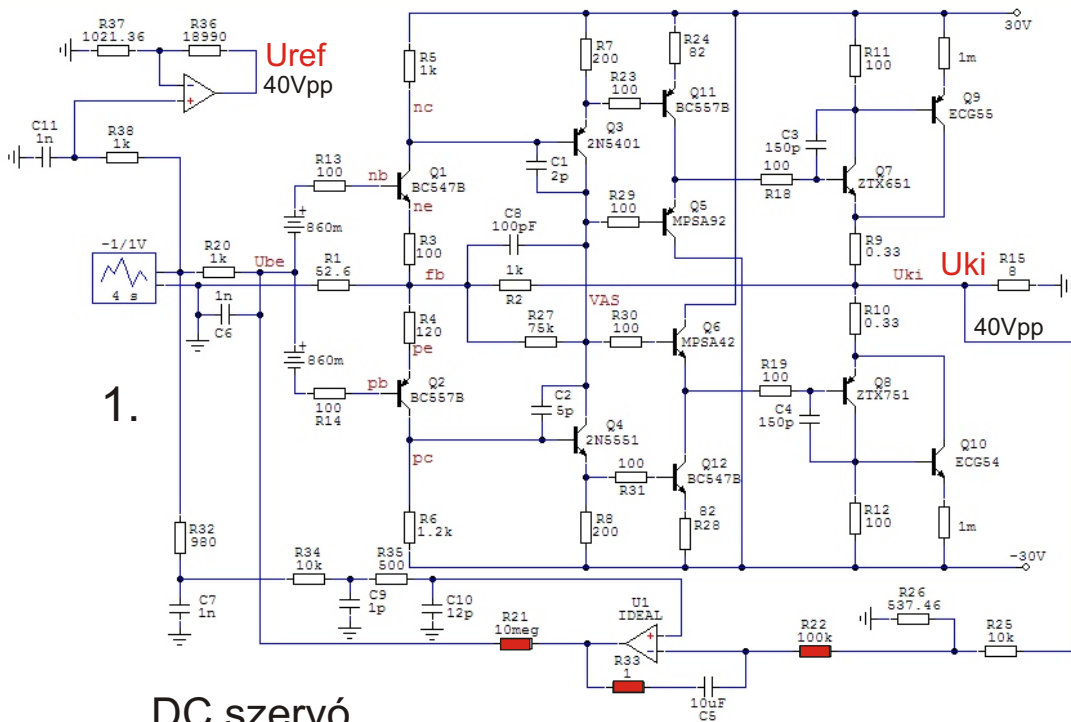 R37
1021.36
R36
18990
Uref
40Vpp
C11
1n
R38
1k
R5
1k
nc
R7
200
R23
100
R24
82
Q11
BC557B
R11
100
1m
Q9
ECG55
30V
Q3
2N5401
C1
2p
C3
150p
100
R18
Q7
ZTX651
R13
100
nb
Q1
BC547B
ne
860m
R3
100
C8
100pF
R29
100
Q5
MPSA92
R9
0.33
-1/1V
4 s
R20
1k
Ube
R1
52.6
fb
1k
R2
VAS
Uki
Uki
R15
8
1n
C6
R4
120
R27
75k
R30
100
Q6
MPSA42
R10
0.33
40Vpp
860m
pe
pb
100
R14
Q2
BC557B
C2
5p
R19
100
C4
150p
Q8
ZTX751
1.
pc
Q4
2N5551
100
R31
Q12
BC547B
Q10
ECG54
R6
1.2k
R8
200
82
R28
R12
100
1m
-30V
R32
980
R34
10k
R35
500
C7
1n
C9
1p
C10
12p
U1
IDEAL
R21
10meg
R33
1
10uF
C5
R22
100k
R26
537.46
R25
10k
DC szervó